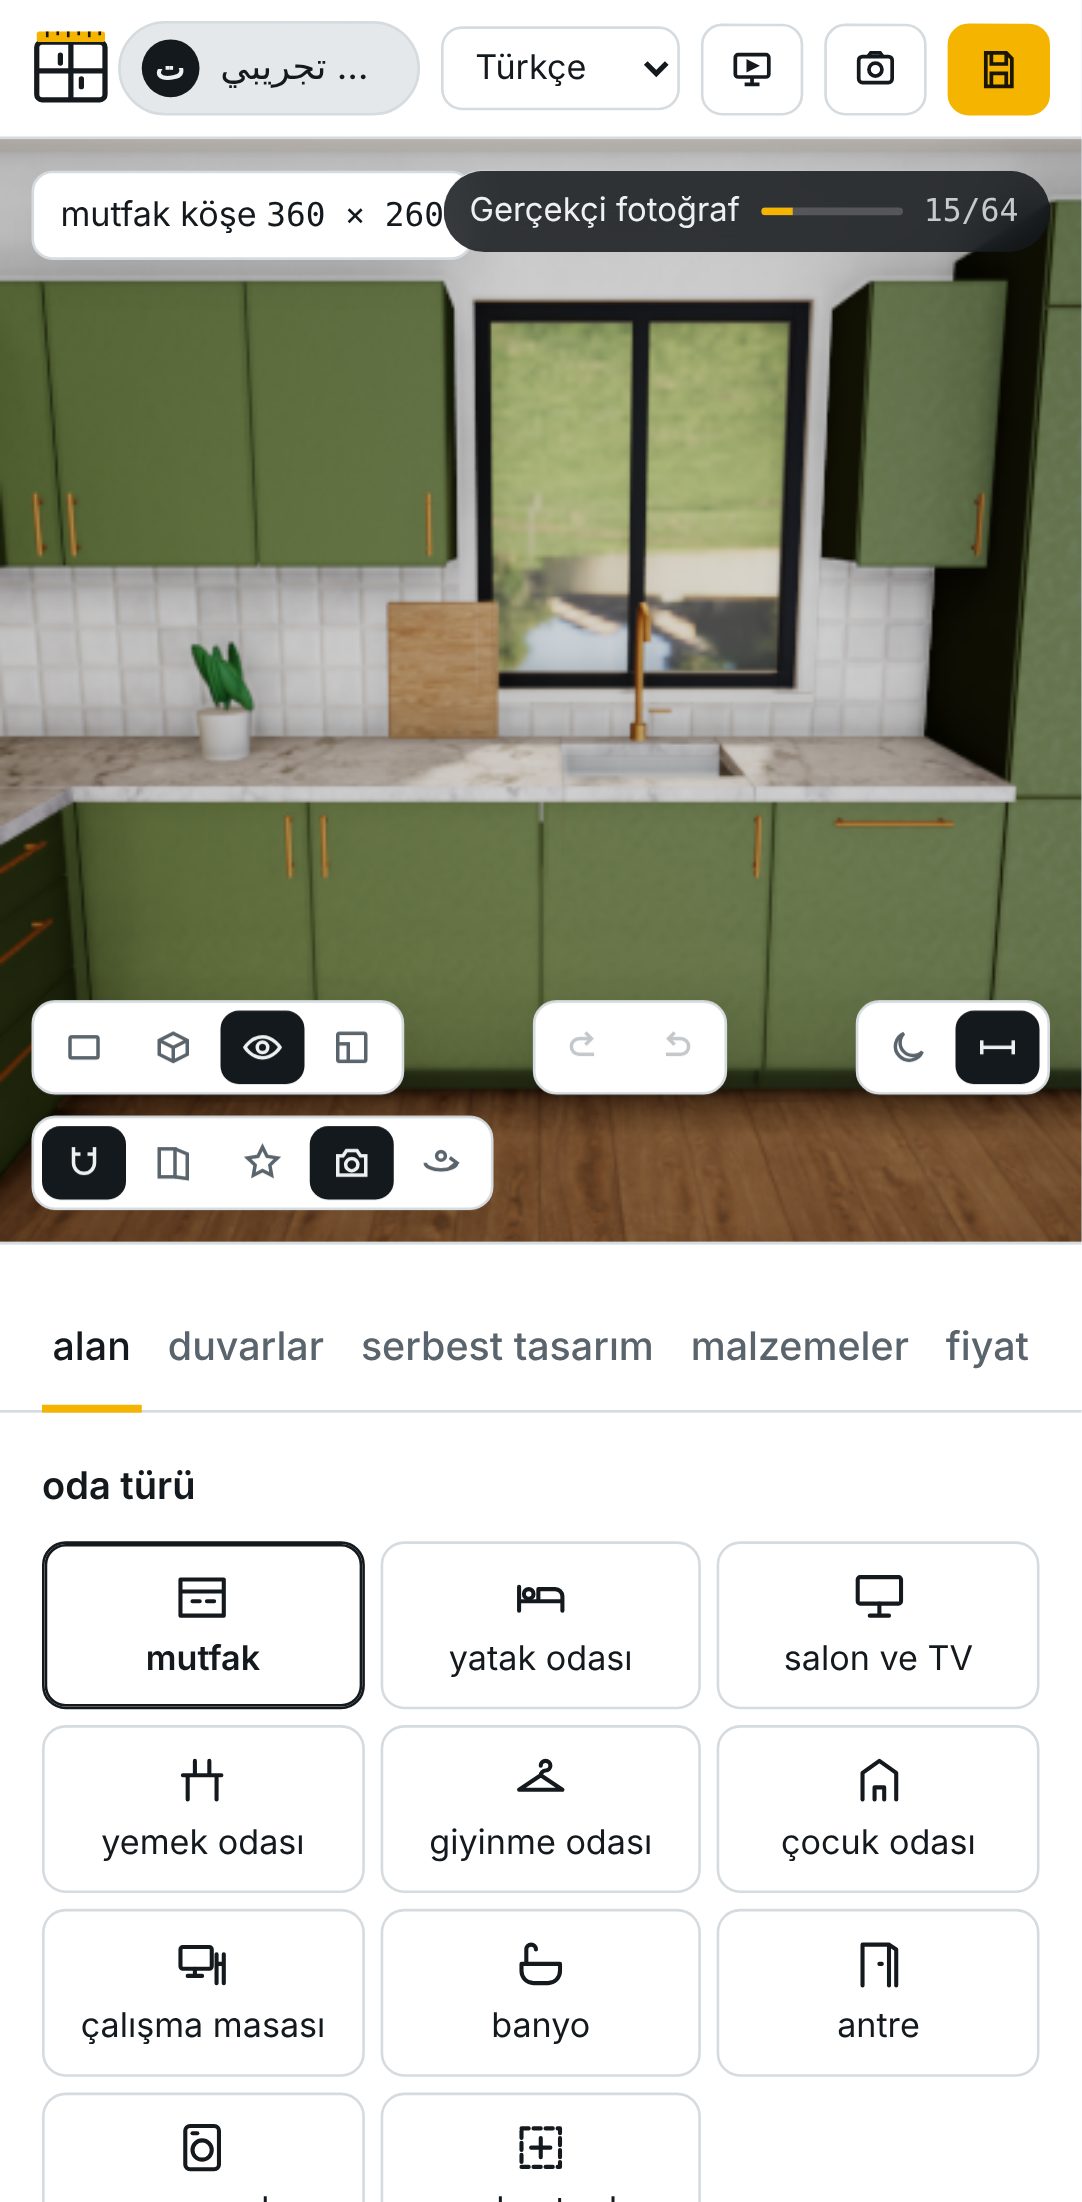 ت تجريبي ...
Türkçe
mutfak köşe 360 × 260
Gerçekçi fotoğraf 15/64
alan duvarlar serbest tasarım malzemeler fiyat
oda türü
mutfak yatak odası salon ve TV
yemek odası giyinme odası çocuk odası
çalışma masası banyo antre